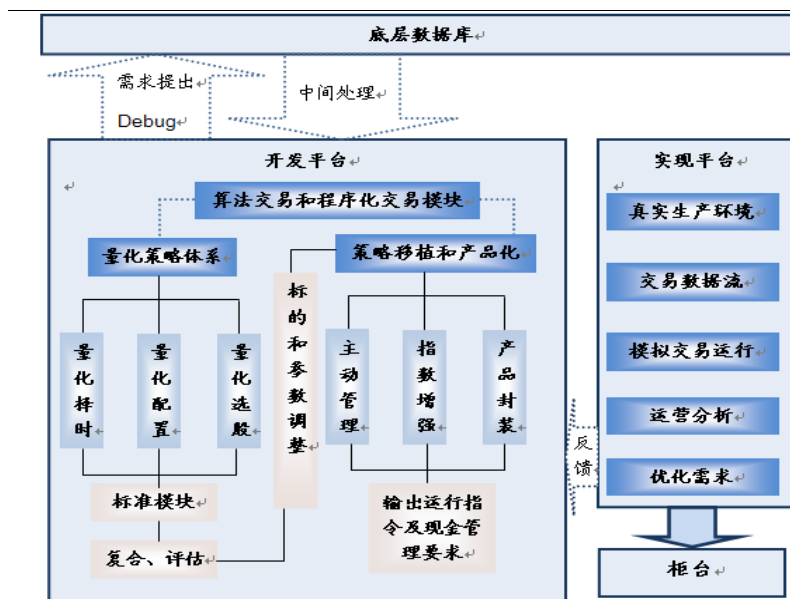 底层数据库
需求提出
Debug
中间处理
开发平台
算法交易和程序化交易模块
量化策略体系
策略移植和产品化
量化择时
量化配置
量化选股
标的和参数调整
主动管理
指数增强
产品封装
标准模块
复合、评估
输出运行指
令及现金管
理要求
反馈
实现平台
真实生产环境
交易数据流
模拟交易运行
运营分析
优化需求
柜台